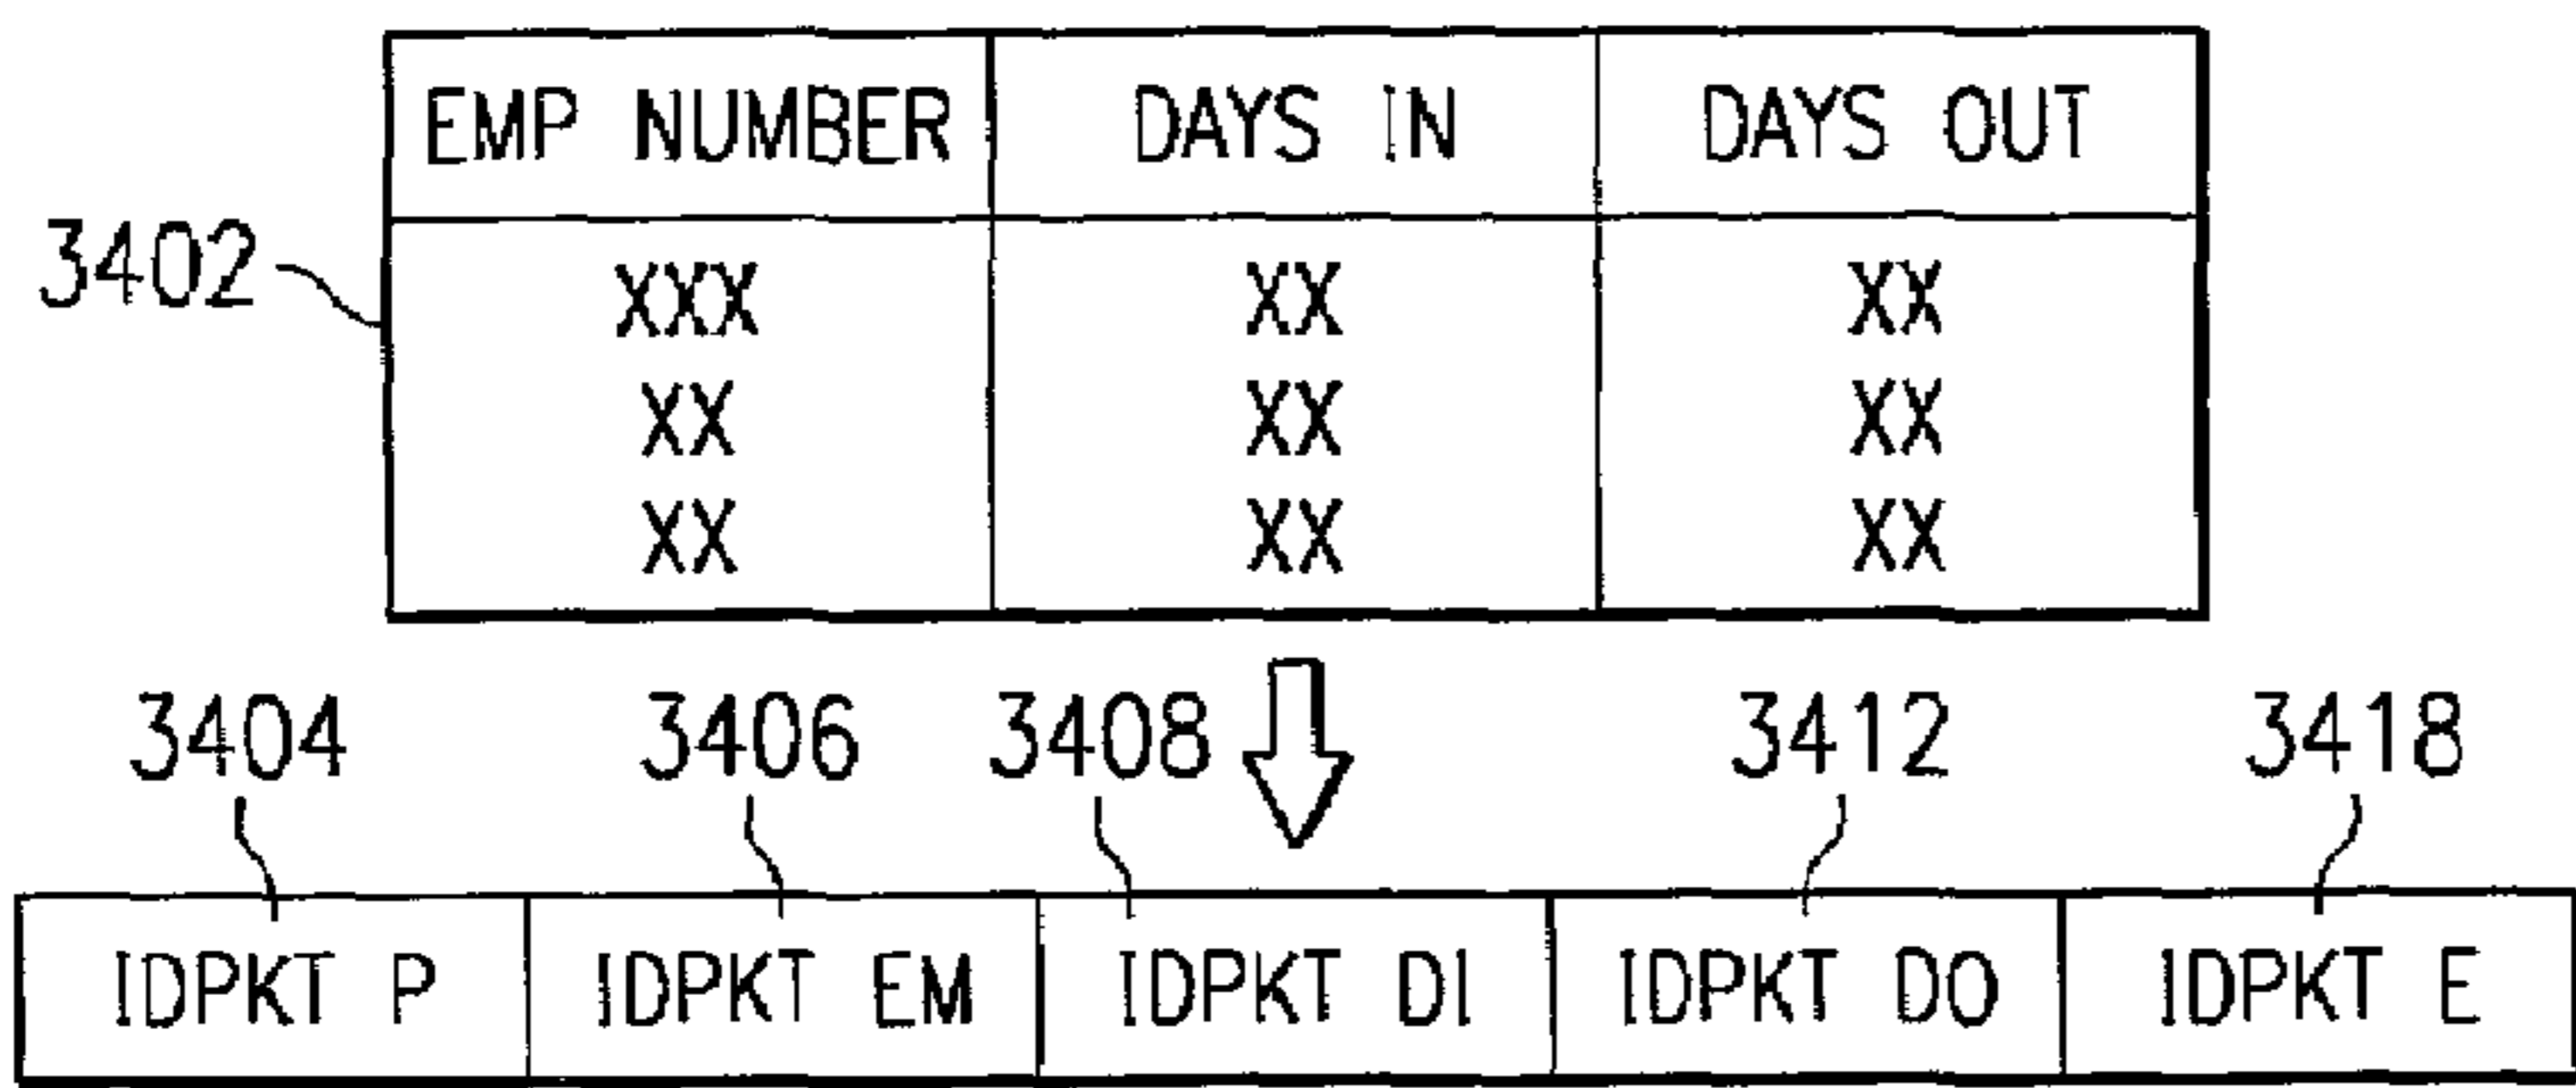 EMP NUMBER DAYS IN DAYS OUT
3402
XXX XX XX
XX XX XX
XX XX XX
3404 3406 3408 3412 3418
IDPKT P IDPKT EM IDPKT DI IDPKT DO IDPKT E